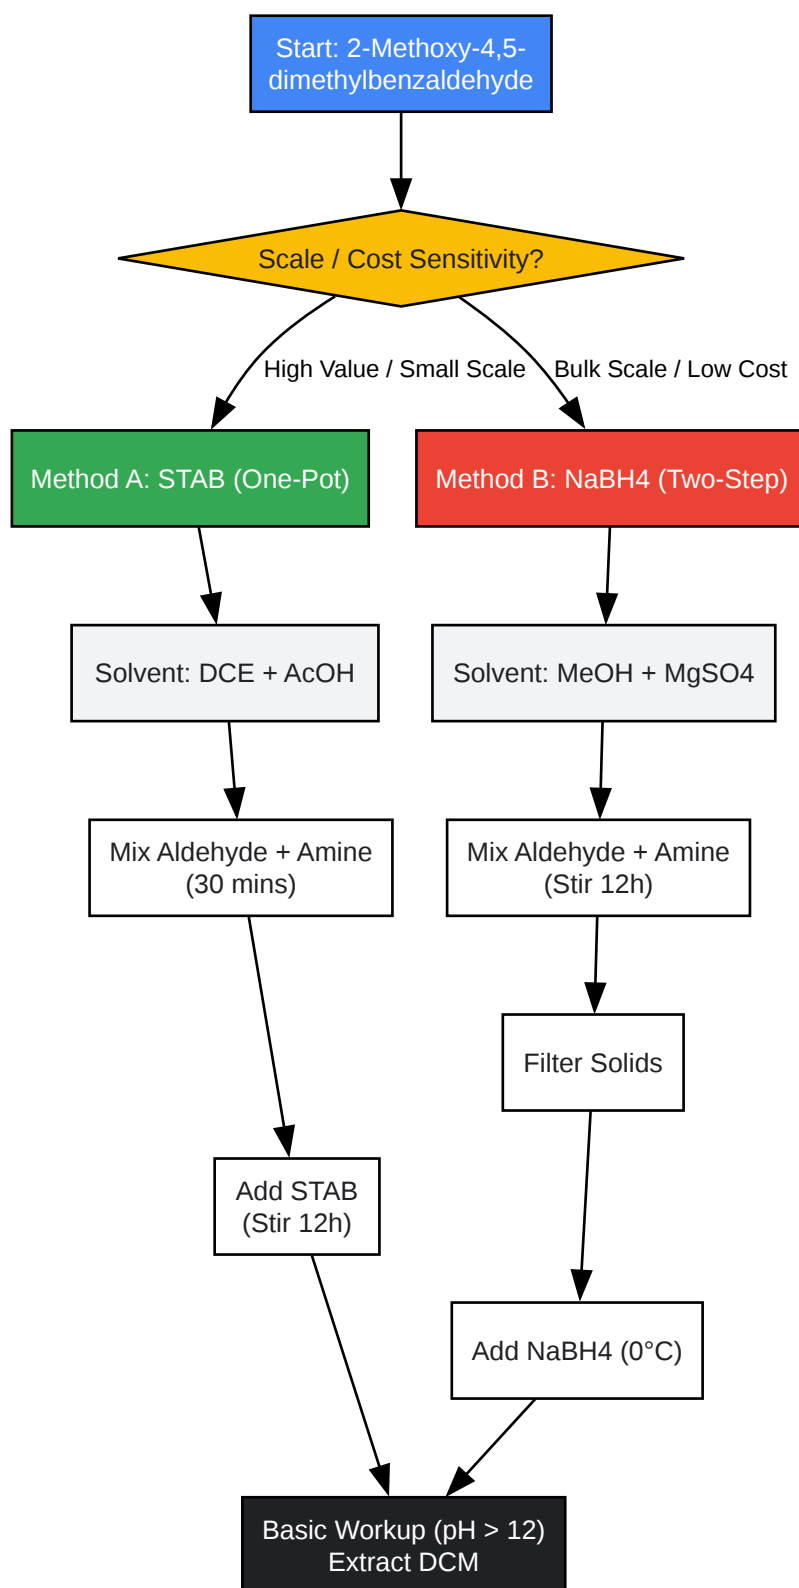 Start: 2-Methoxy-4,5-
dimethylbenzaldehyde
Scale / Cost Sensitivity?
High Value / Small Scale
Bulk Scale / Low Cost
Method A: STAB (One-Pot)
Method B: NaBH4 (Two-Step)
Solvent: DCE + AcOH
Solvent: MeOH + MgSO4
Mix Aldehyde + Amine
(30 mins)
Mix Aldehyde + Amine
(Stir 12h)
Filter Solids
Add STAB
(Stir 12h)
Add NaBH4 (0°C)
Basic Workup (pH > 12)
Extract DCM